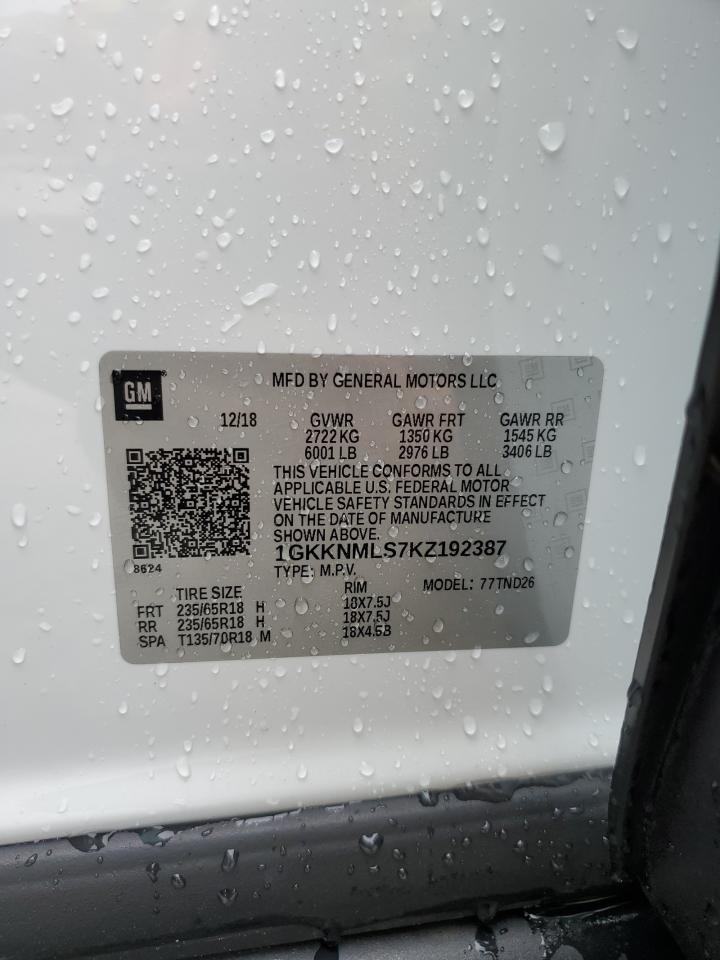 GM
MFD BY GENERAL MOTORS LLC
12/18 GVWR GAWR FRT GAWR RR
2722 KG 1350 KG 1545 KG
6001 LB 2976 LB 3406 LB
THIS VEHICLE CONFORMS TO ALL
APPLICABLE U.S. FEDERAL MOTOR
VEHICLE SAFETY STANDARDS IN EFFECT
ON THE DATE OF MANUFACTURE
SHOWN ABOVE.
1GKKNMLS7KZ192387
8624 TYPE: M.P.V. MODEL: 77TND26
TIRE SIZE RIM
FRT 235/65R18 H 18X7.5J
RR 235/65R18 H 18X7.5J
SPA T135/70R18 M 18X4.5B